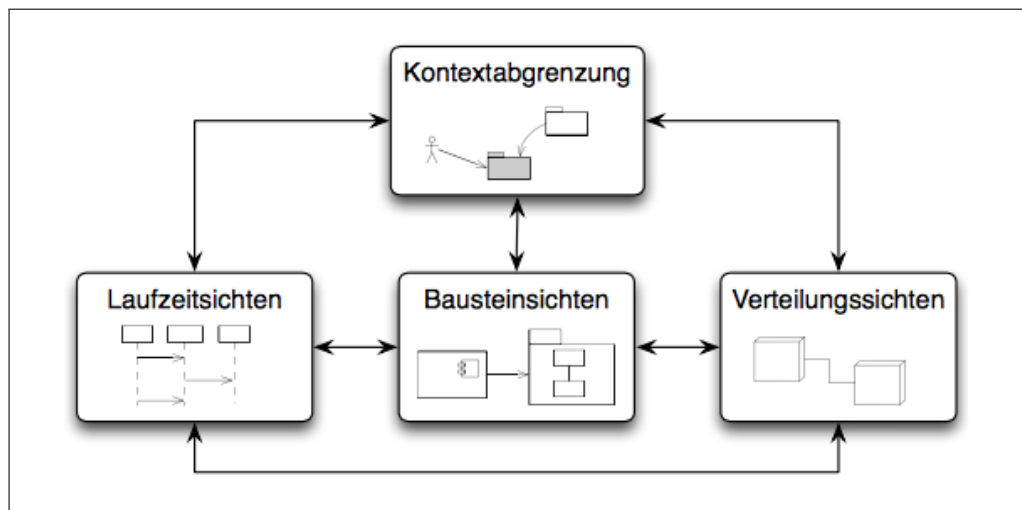 Kontextabgrenzung
Laufzeitsichten
Bausteinsichten
Verteilungssichten